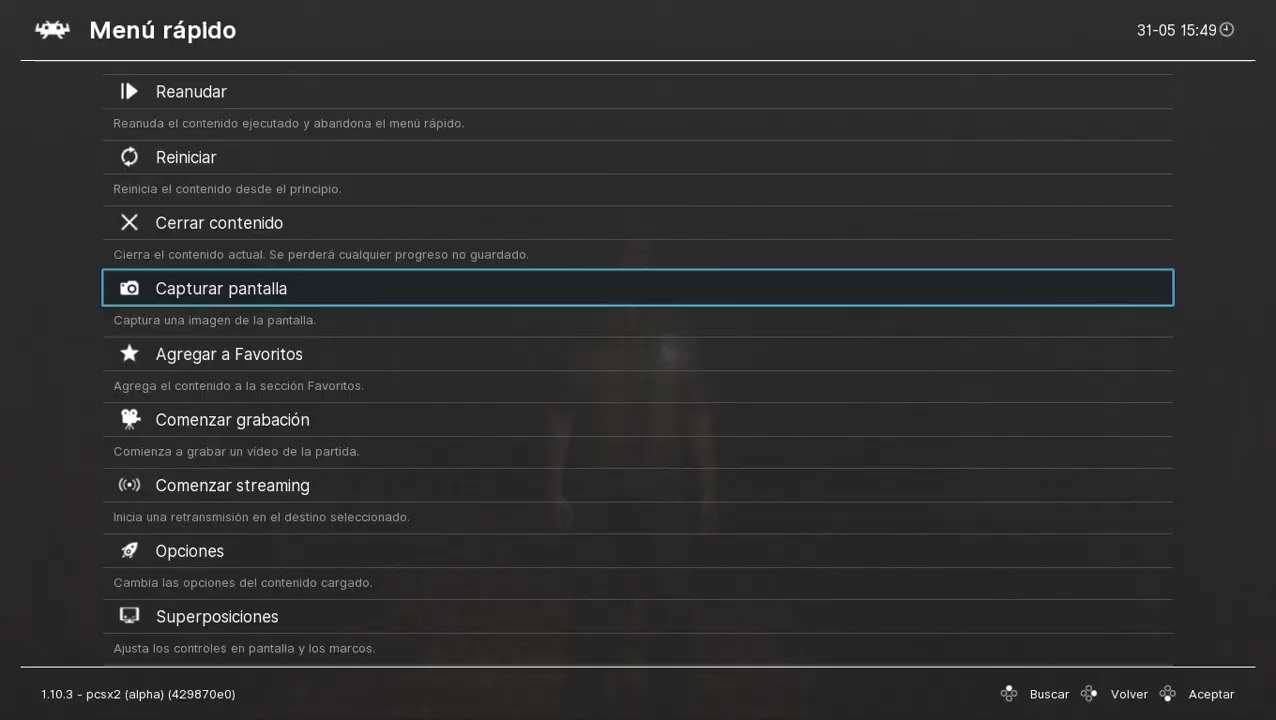 Menú rápido
31-05 15:49
Reanudar
Reanuda el contenido ejecutado y abandona el menú rápido.
Reiniciar
Reinicia el contenido desde el principio.
Cerrar contenido
Cierra el contenido actual. Se perderá cualquier progreso no guardado.
Capturar pantalla
Captura una imagen de la pantalla.
Agregar a Favoritos
Agrega el contenido a la sección Favoritos.
Comenzar grabación
Comienza a grabar un vídeo de la partida.
Comenzar streaming
Inicia una retransmisión en el destino seleccionado.
Opciones
Cambia las opciones del contenido cargado.
Superposiciones
Ajusta los controles en pantalla y los marcos.
1.10.3 - pcsx2 (alpha) (429870e0)
Buscar Volver Aceptar